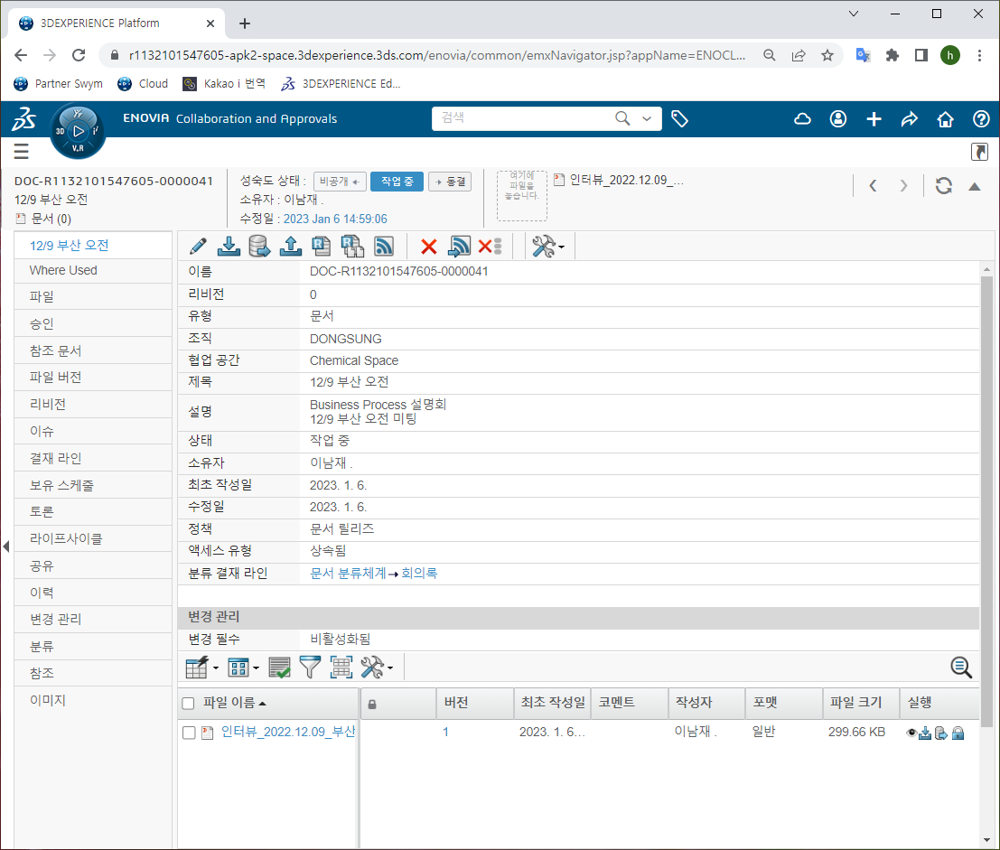 3DEXPERIENCE Platform
r1132101547605-apk2-space.3dexperience.3ds.com/enovia/common/emxNavigator.jsp?appName=ENOCL...
h
Partner Swym
Cloud
Kakao i 번역
3DEXPERIENCE Ed...
3D
V.R
ENOVIA Collaboration and Approvals
검색
DOC-R1132101547605-0000041
12/9 부산 오전
문서 (0)
성숙도 상태 : 비공개 작업 중 동결
소유자 : 이남재 .
수정일 : 2023 Jan 6 14:59:06
여기에
파일을
놓습니다.
인터뷰_2022.12.09_...
12/9 부산 오전
Where Used
파일
승인
참조 문서
파일 버전
리비전
이슈
결재 라인
보유 스케줄
토론
라이프사이클
공유
이력
변경 관리
분류
참조
이미지
이름 DOC-R1132101547605-0000041
리비전 0
유형 문서
조직 DONGSUNG
협업 공간 Chemical Space
제목 12/9 부산 오전
설명 Business Process 설명회
12/9 부산 오전 미팅
상태 작업 중
소유자 이남재 .
최초 작성일 2023. 1. 6.
수정일 2023. 1. 6.
정책 문서 릴리즈
액세스 유형 상속됨
분류 결재 라인 문서 분류체계 → 회의록
변경 관리
변경 필수 비활성화됨
파일 이름 버전 최초 작성일 코멘트 작성자 포맷 파일 크기 실행
인터뷰_2022.12.09_부산 1 2023. 1. 6... 이남재 . 일반 299.66 KB